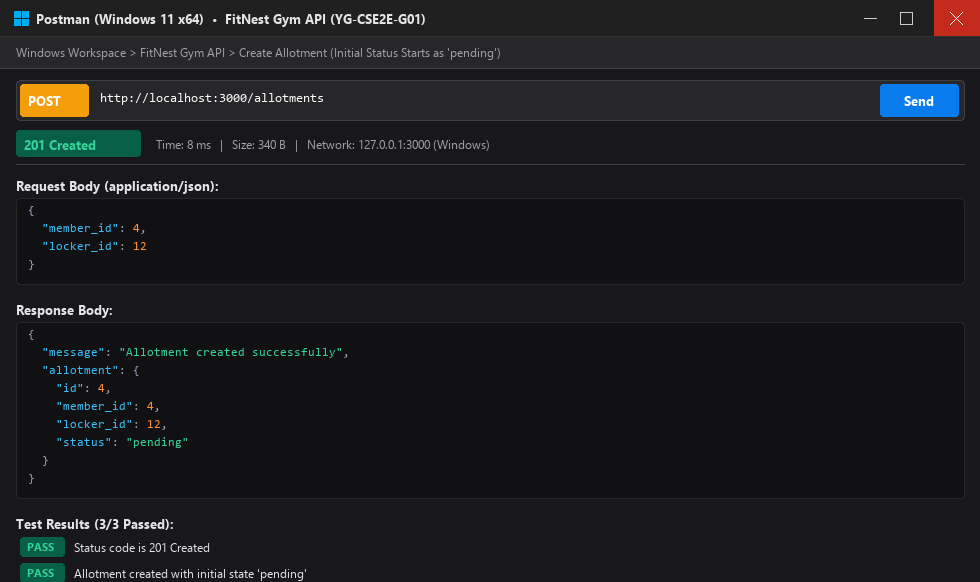 Postman (Windows 11 x64) • FitNest Gym API (YG-CSE2E-G01)
Windows Workspace > FitNest Gym API > Create Allotment (Initial Status Starts as 'pending')
POST http://localhost:3000/allotments Send
201 Created Time: 8 ms | Size: 340 B | Network: 127.0.0.1:3000 (Windows)
Request Body (application/json):
{
  "member_id": 4,
  "locker_id": 12
}
Response Body:
{
  "message": "Allotment created successfully",
  "allotment": {
    "id": 4,
    "member_id": 4,
    "locker_id": 12,
    "status": "pending"
  }
}
Test Results (3/3 Passed):
PASS Status code is 201 Created
PASS Allotment created with initial state 'pending'